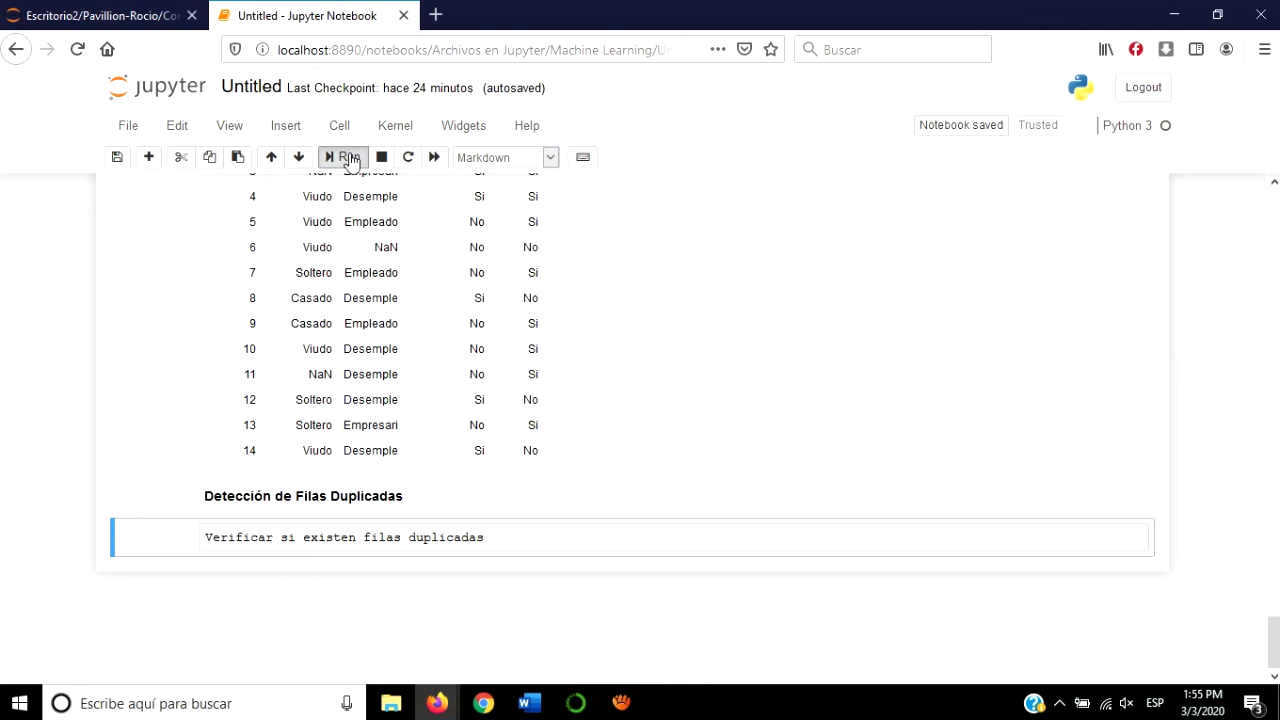 Escritorio2/Pavillion-Rocio/Co
Untitled - Jupyter Notebook
localhost:8890/notebooks/Archivos en Jupyter/Machine Learning/U
Buscar
jupyter Untitled Last Checkpoint: hace 24 minutos (autosaved)
Logout
File Edit View Insert Cell Kernel Widgets Help
Notebook saved Trusted Python 3
Run Markdown
4 Viudo Desemple Si Si
5 Viudo Empleado No Si
6 Viudo NaN No No
7 Soltero Empleado No Si
8 Casado Desemple Si No
9 Casado Empleado No Si
10 Viudo Desemple No Si
11 NaN Desemple No Si
12 Soltero Desemple Si No
13 Soltero Empresari No Si
14 Viudo Desemple Si No
Detección de Filas Duplicadas
Verificar si existen filas duplicadas
Escribe aquí para buscar
ESP
1:55 PM
3/3/2020
3